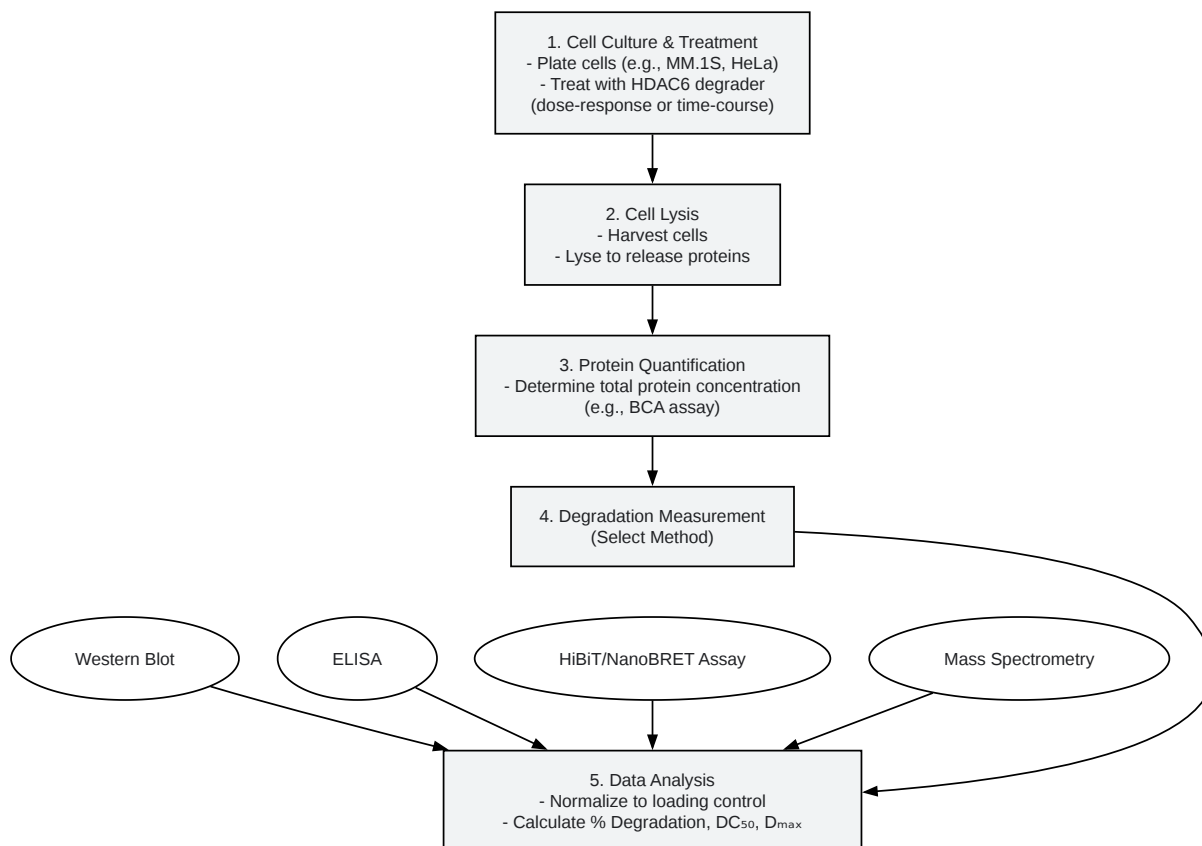 1. Cell Culture & Treatment
- Plate cells (e.g., MM.1S, HeLa)
- Treat with HDAC6 degrader
(dose-response or time-course)
2. Cell Lysis
- Harvest cells
- Lyse to release proteins
3. Protein Quantification
- Determine total protein concentration
(e.g., BCA assay)
4. Degradation Measurement
(Select Method)
Western Blot
ELISA
HiBiT/NanoBRET Assay
Mass Spectrometry
5. Data Analysis
- Normalize to loading control
- Calculate % Degradation, DC₅₀, Dₘₐₓ